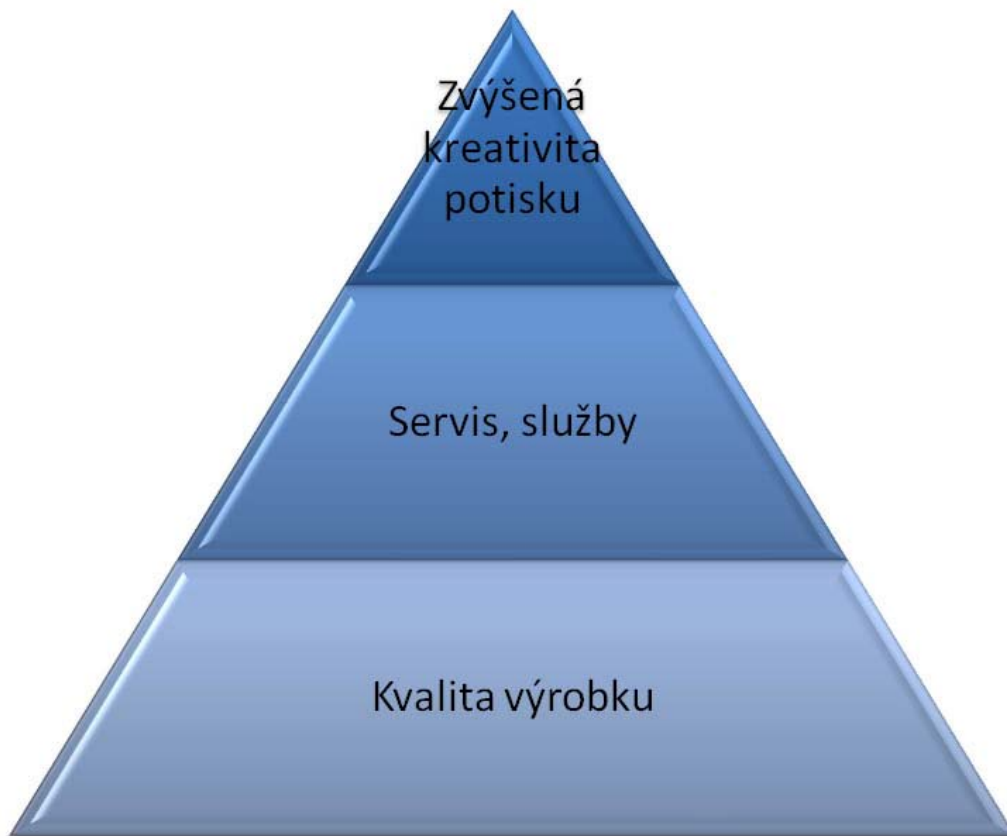 Zvýšená
kreativita
potisku
Servis, služby
Kvalita výrobku